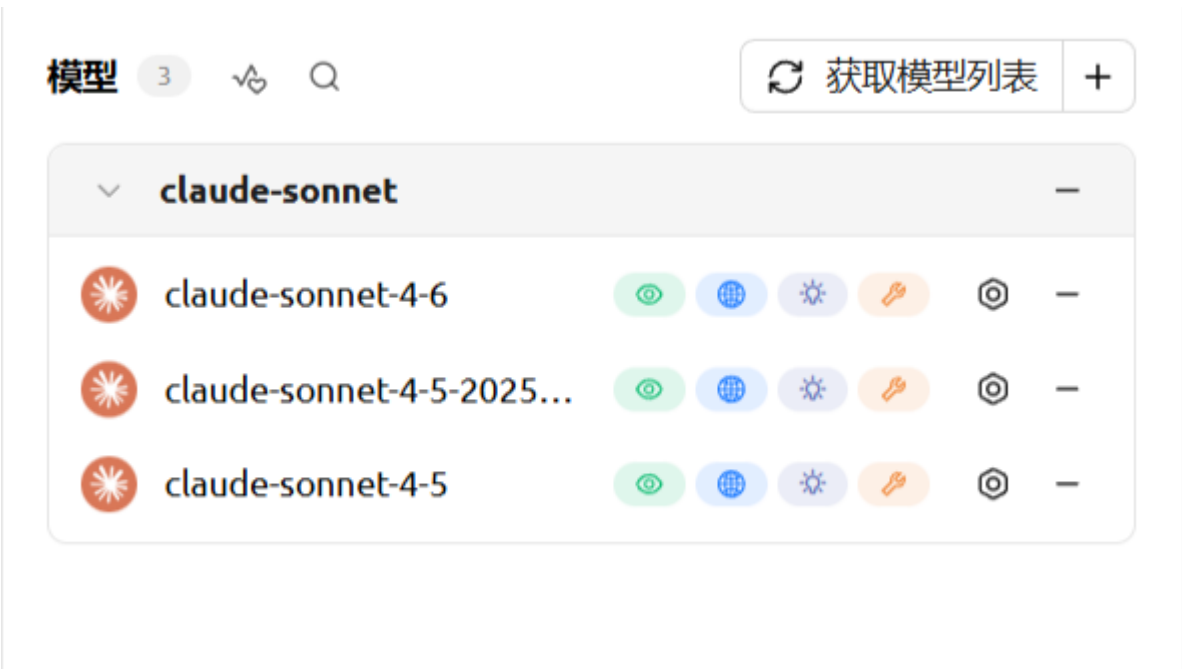 模型 3 获取模型列表
claude-sonnet
claude-sonnet-4-6
claude-sonnet-4-5-2025...
claude-sonnet-4-5